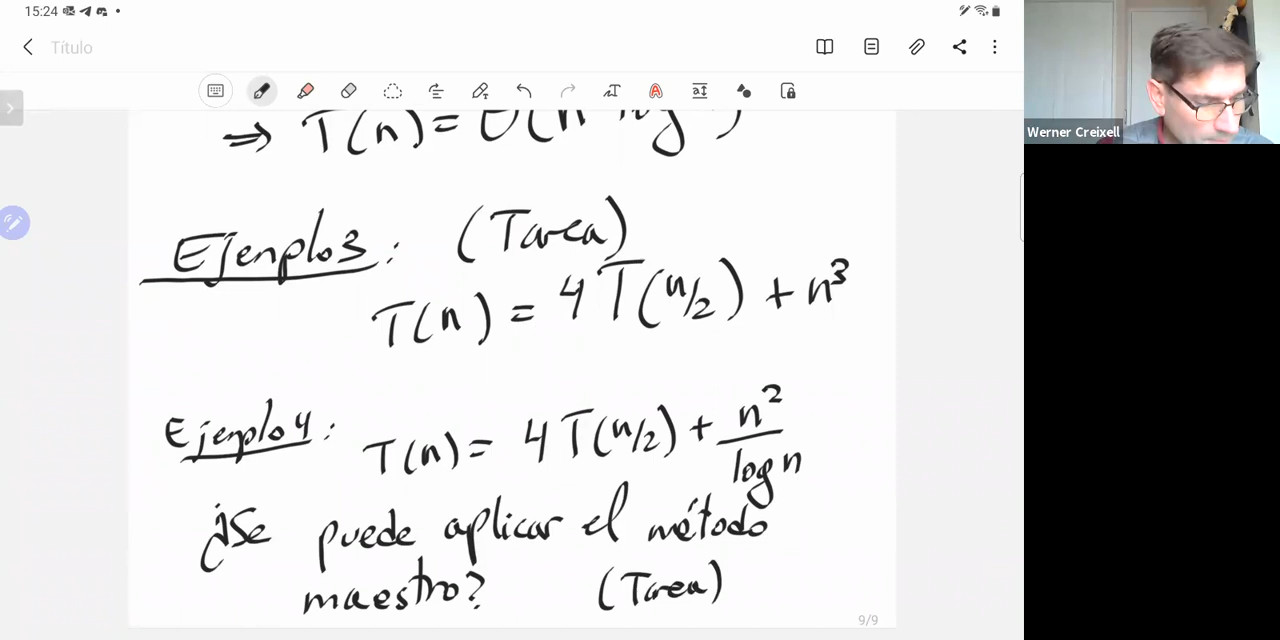 15:24
Título
Werner Creixell
⇒ T(n) =
Ejemplo 3: (Tarea)
T(n) = 4T(n/2) + n³
Ejemplo 4: T(n) = 4T(n/2) + n²/log n
¿Se puede aplicar el método
maestro? (Tarea)
9/9